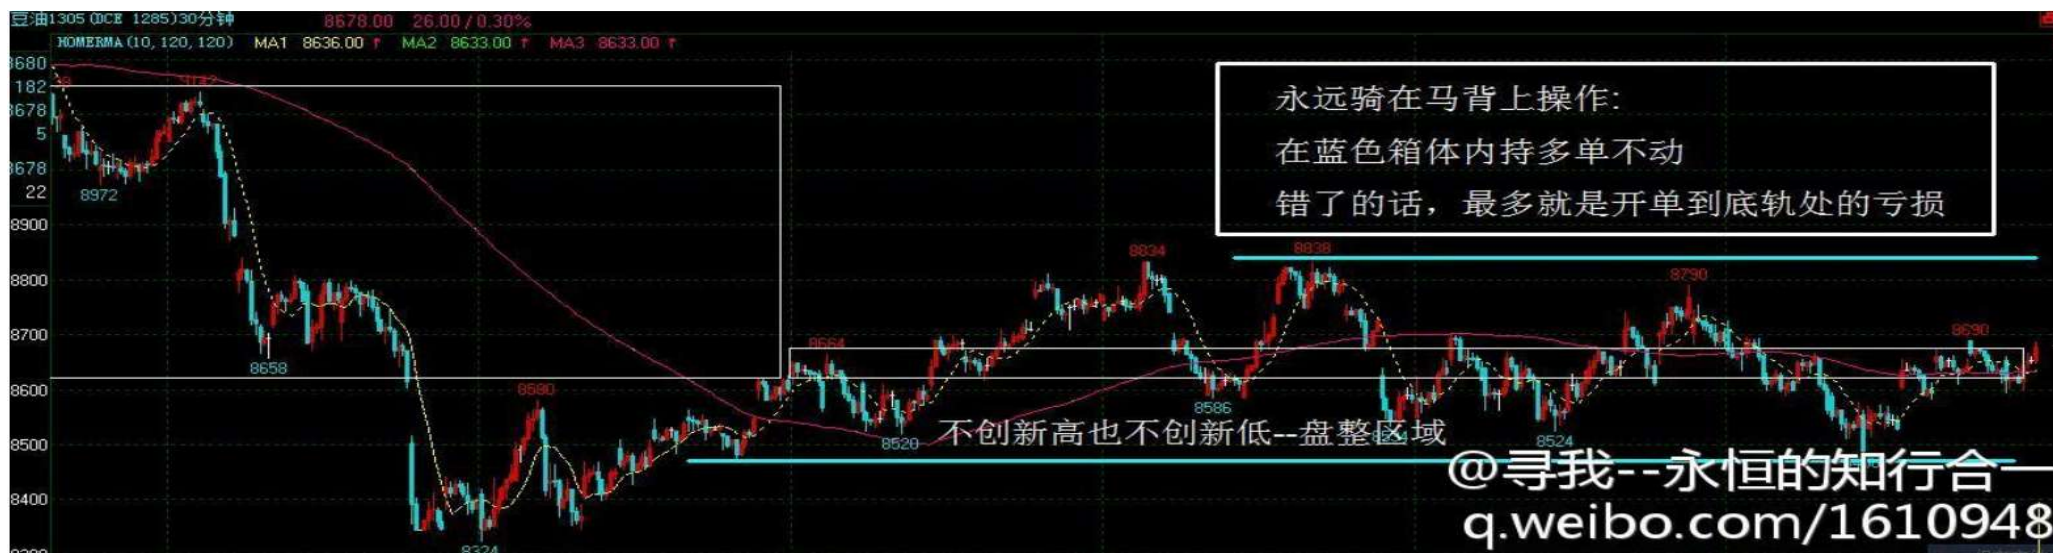 豆油1305(DCE 1285)30分钟 8678.00 26.00/0.30%
HOMERMA(10,120,120) MA1 8636.00 ↑ MA2 8633.00 ↑ MA3 8633.00 ↑
182
5
22
8900
8800
8700
8600
8500
8400
8972
8658
8580
8324
8664
8520
8834
8586
8838
8524
8790
8690
永远骑在马背上操作:
在蓝色箱体内持多单不动
错了的话，最多就是开单到底轨处的亏损
不创新高也不创新低--盘整区域
@寻我--永恒的知行合一
q.weibo.com/1610948